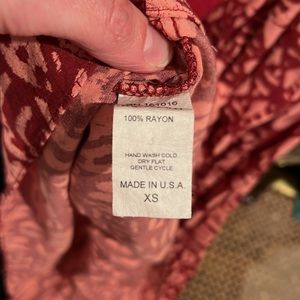 100% RAYON
HAND WASH COLD
DRY FLAT
GENTLE CYCLE
MADE IN U.S.A.
XS